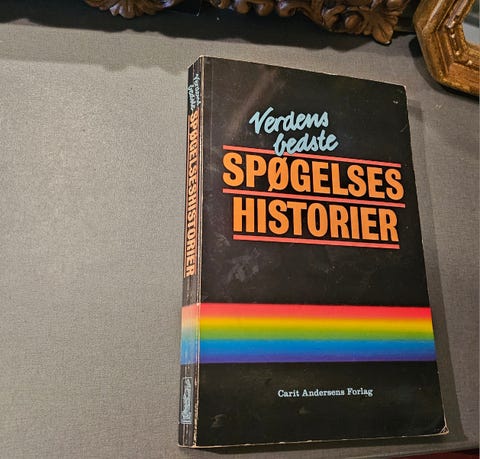 Verdens
bedste
SPØGELSES
HISTORIER
Carit Andersens Forlag
Verdens
bedste
SPØGELSESHISTORIER